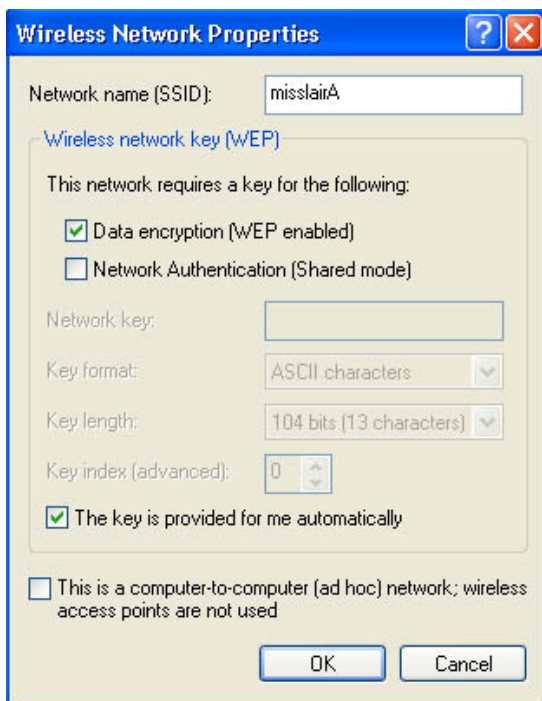 Wireless Network Properties
Network name (SSID): misslairA
Wireless network key (WEP)
This network requires a key for the following:
Data encryption (WEP enabled)
Network Authentication (Shared mode)
Network key:
Key format: ASCII characters
Key length: 104 bits (13 characters)
Key index (advanced): 0
The key is provided for me automatically
This is a computer-to-computer (ad hoc) network; wireless
access points are not used
OK Cancel